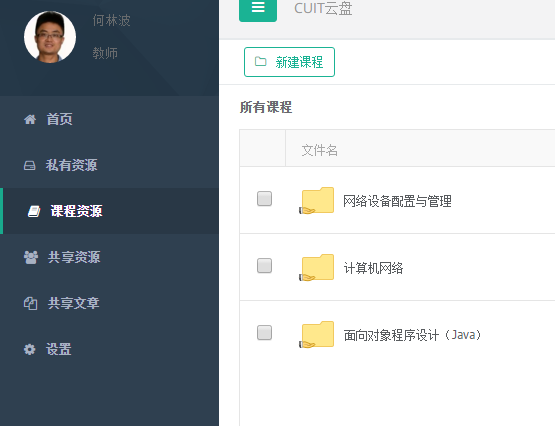 何林波
教师
首页
私有资源
课程资源
共享资源
共享文章
设置
CUIT云盘
新建课程
所有课程
文件名
网络设备配置与管理
计算机网络
面向对象程序设计（Java）